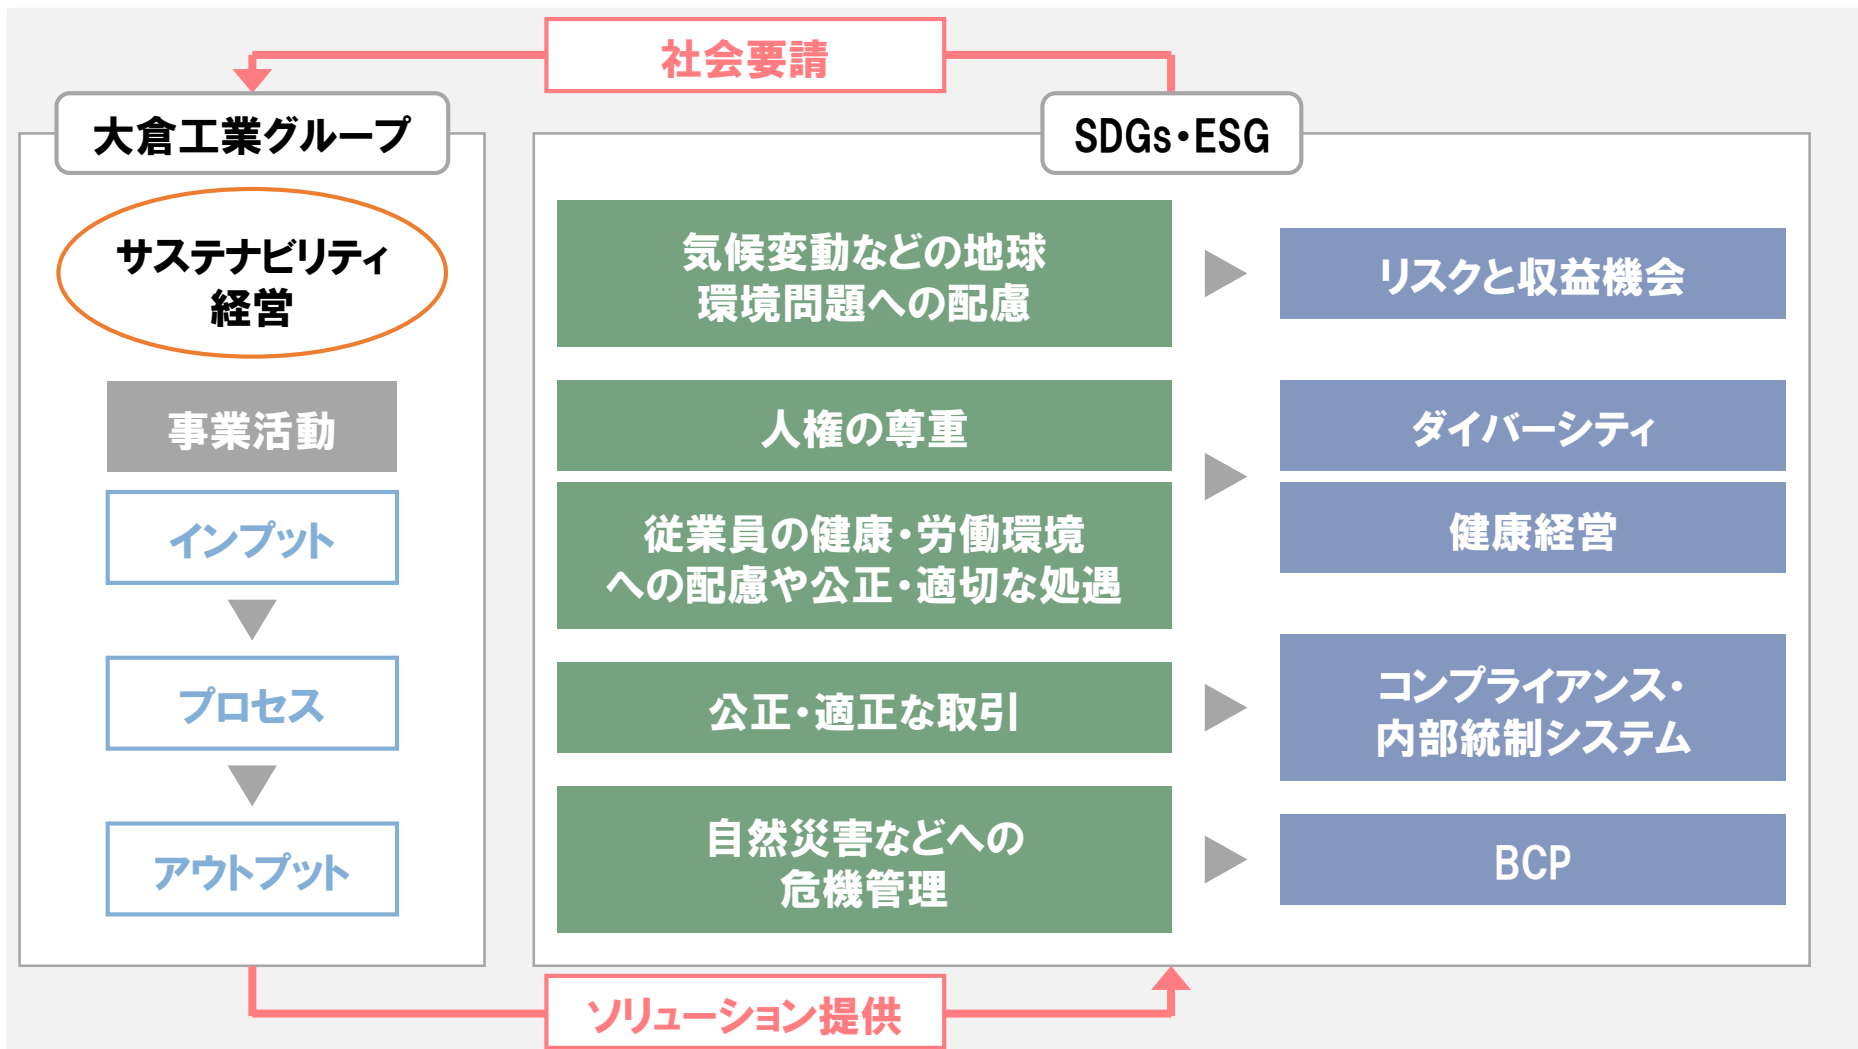 社会要請
大倉工業グループ
サステナビリティ
経営
事業活動
インプット
プロセス
アウトプット
SDGs・ESG
気候変動などの地球
環境問題への配慮
リスクと収益機会
人権の尊重
従業員の健康・労働環境
への配慮や公正・適切な処遇
ダイバーシティ
健康経営
公正・適正な取引
コンプライアンス・
内部統制システム
自然災害などへの
危機管理
BCP
ソリューション提供